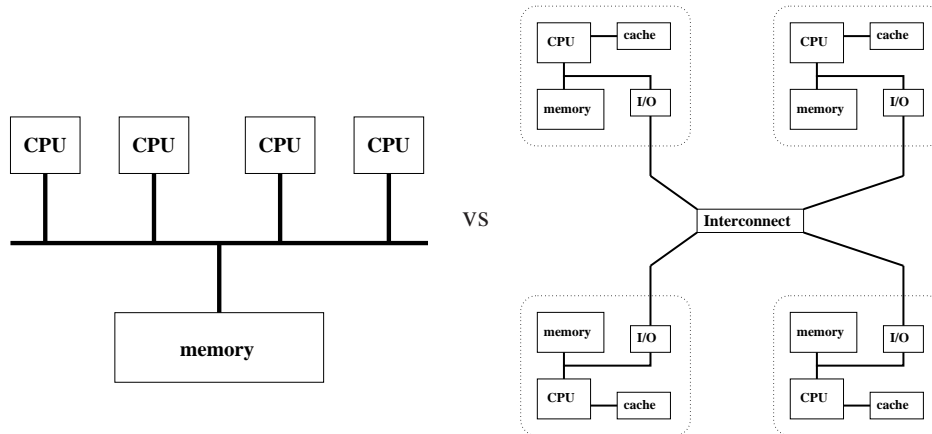 CPU
CPU
CPU
CPU
memory
vs
CPU
cache
memory
I/O
CPU
cache
memory
I/O
Interconnect
memory
I/O
CPU
cache
memory
I/O
CPU
cache